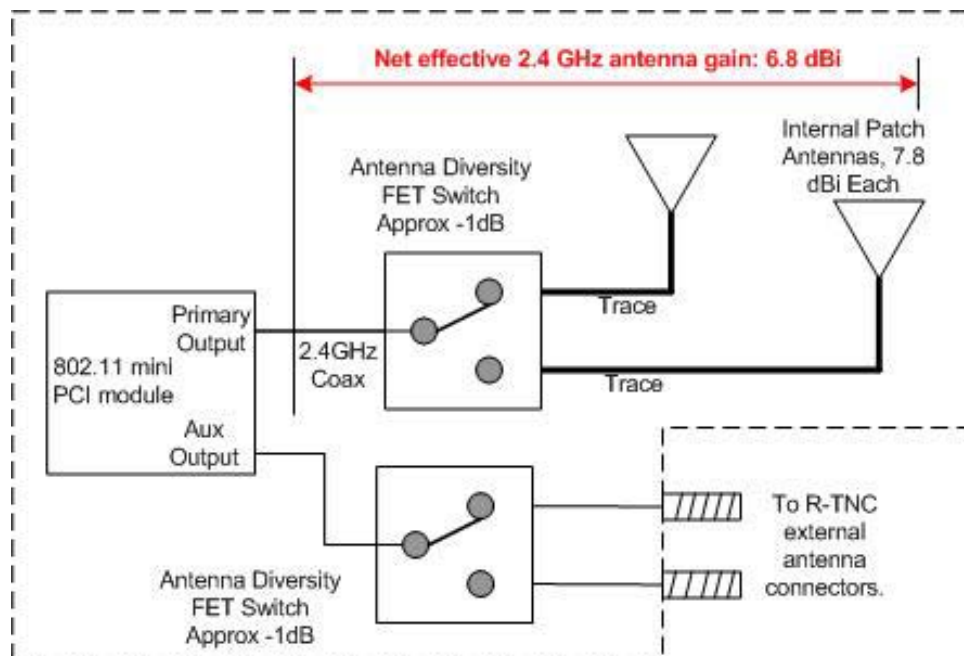 Net effective 2.4 GHz antenna gain: 6.8 dBi
Internal Patch
Antennas, 7.8
dBi Each
Antenna Diversity
FET Switch
Approx -1dB
Trace
Trace
Primary
Output
802.11 mini
PCI module
Aux
Output
2.4GHz
Coax
To R-TNC
external
antenna
connectors.
Antenna Diversity
FET Switch
Approx -1dB